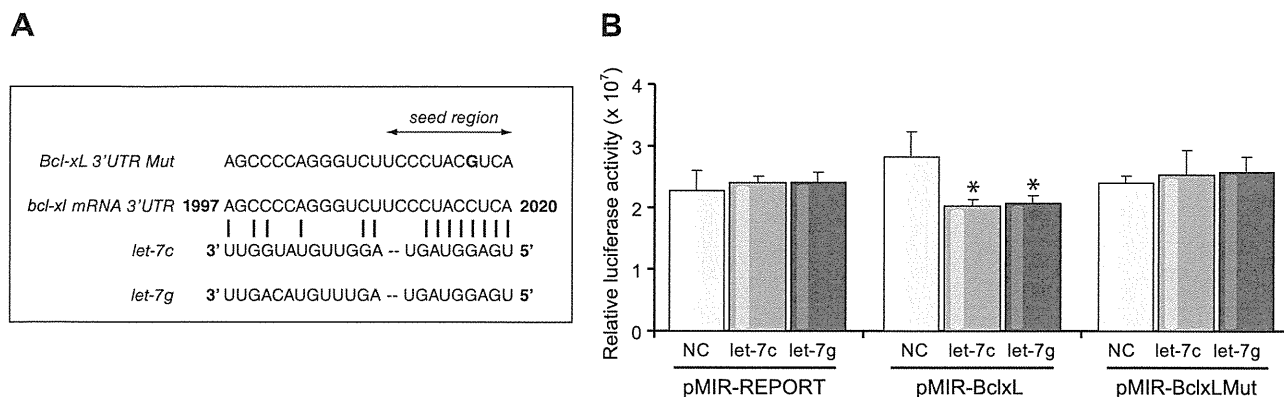 A
seed region
Bcl-xL 3'UTR Mut AGCCCCAGGGUCUUCCCUACGUCA
bcl-xl mRNA 3'UTR 1997 AGCCCCAGGGUCUUCCCUACCUCA 2020
let-7c 3' UUGGUAUGUUGGA -- UGAUGGAGU 5'
let-7g 3' UUGACAUGUUUGA -- UGAUGGAGU 5'
B
Relative luciferase activity (x 10⁷)
4
3
2
1
0
* *
NC let-7c let-7g NC let-7c let-7g NC let-7c let-7g
pMIR-REPORT pMIR-BclxL pMIR-BclxLMut